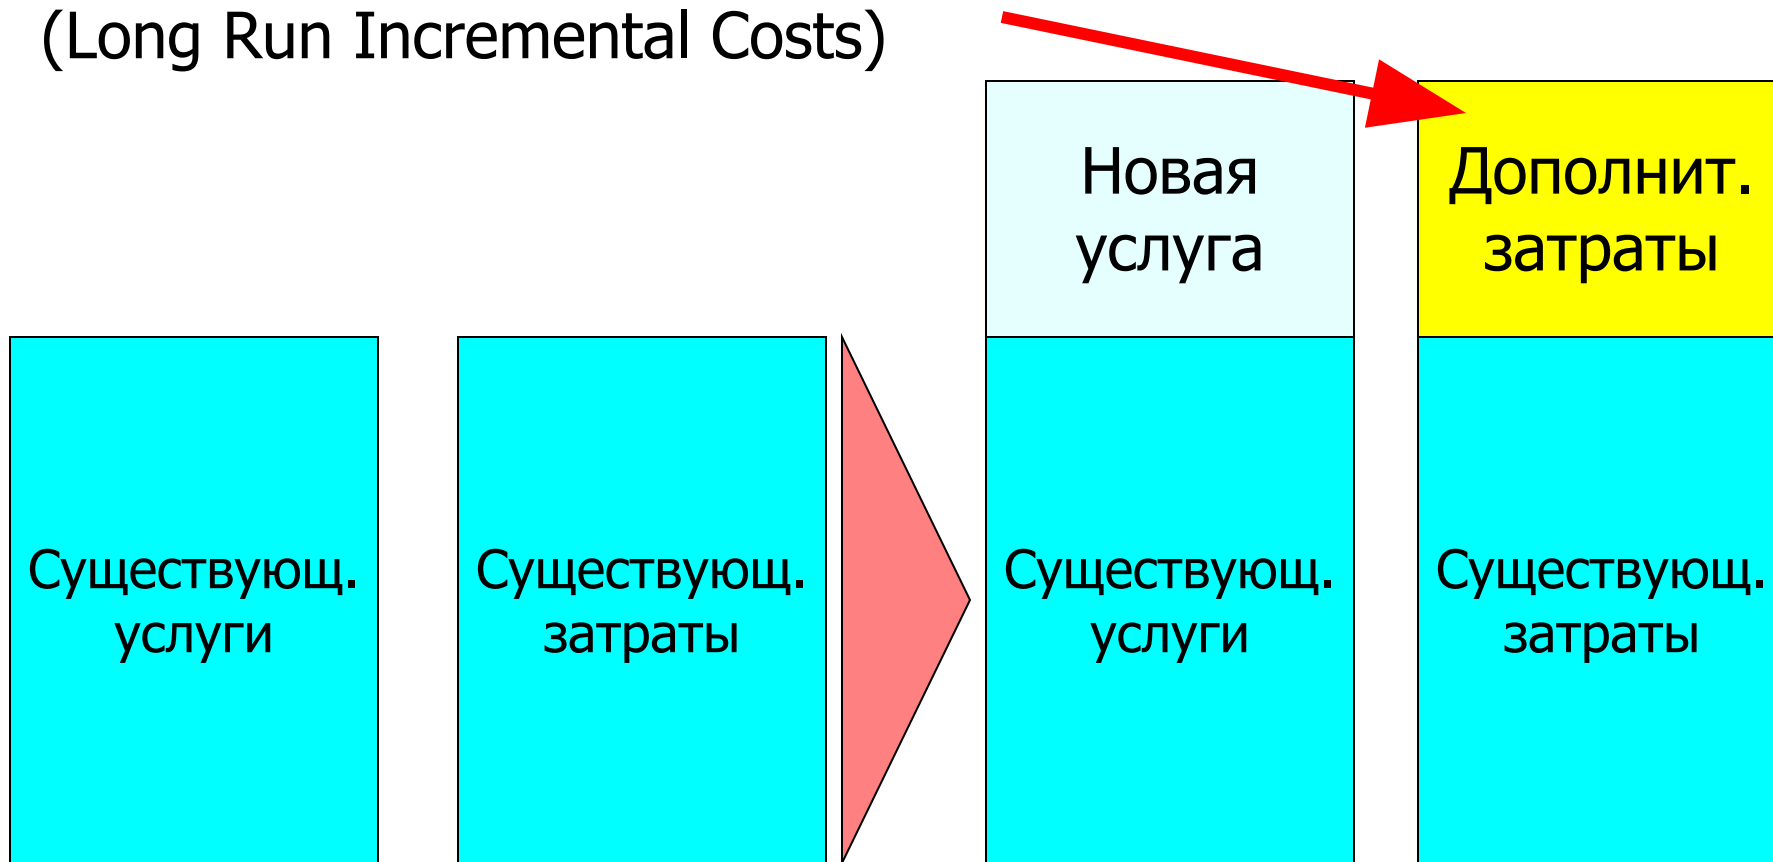 (Long Run Incremental Costs)
Новая
услуга
Дополнит.
затраты
Существующ.
услуги
Существующ.
затраты
Существующ.
услуги
Существующ.
затраты